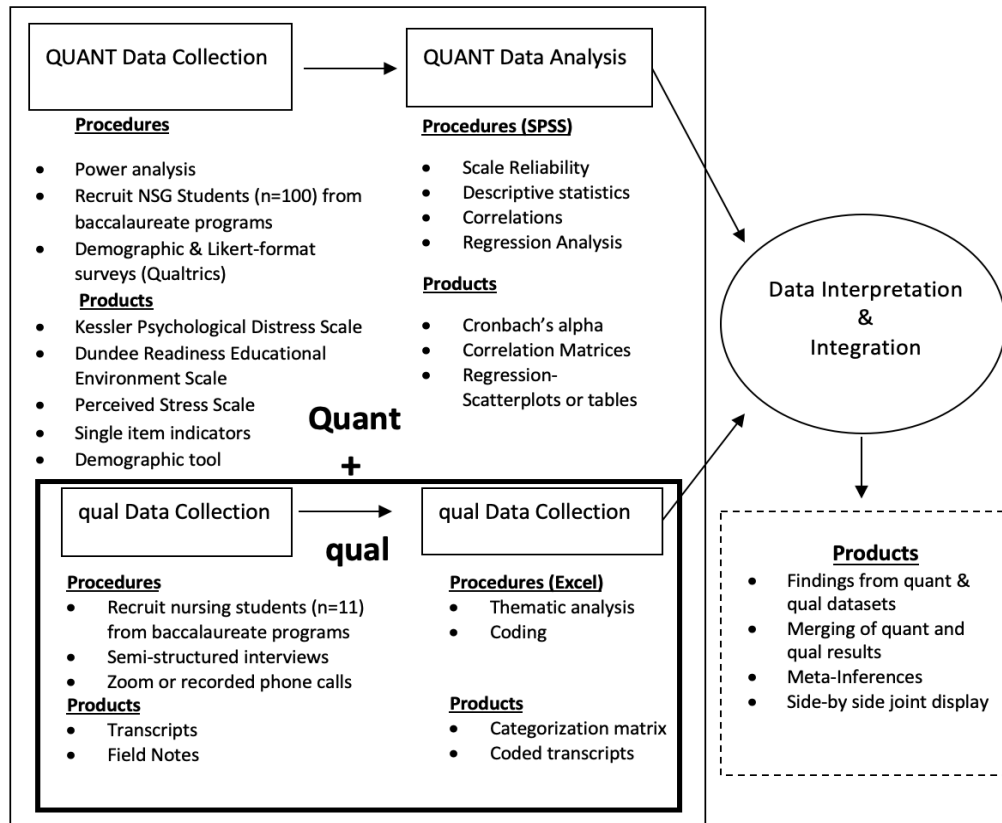 QUANT Data Collection
Procedures
• Power analysis
• Recruit NSG Students (n=100) from
baccalaureate programs
• Demographic & Likert-format
surveys (Qualtrics)
Products
• Kessler Psychological Distress Scale
• Dundee Readiness Educational
Environment Scale
• Perceived Stress Scale
• Single item indicators
• Demographic tool
QUANT Data Analysis
Procedures (SPSS)
• Scale Reliability
• Descriptive statistics
• Correlations
• Regression Analysis
Products
• Cronbach’s alpha
• Correlation Matrices
• Regression-
Scatterplots or tables
Quant
+
qual
qual Data Collection
Procedures
• Recruit nursing students (n=11)
from baccalaureate programs
• Semi-structured interviews
• Zoom or recorded phone calls
Products
• Transcripts
• Field Notes
qual Data Collection
Procedures (Excel)
• Thematic analysis
• Coding
Products
• Categorization matrix
• Coded transcripts
Data Interpretation
&
Integration
Products
• Findings from quant &
qual datasets
• Merging of quant and
qual results
• Meta-Inferences
• Side-by side joint display